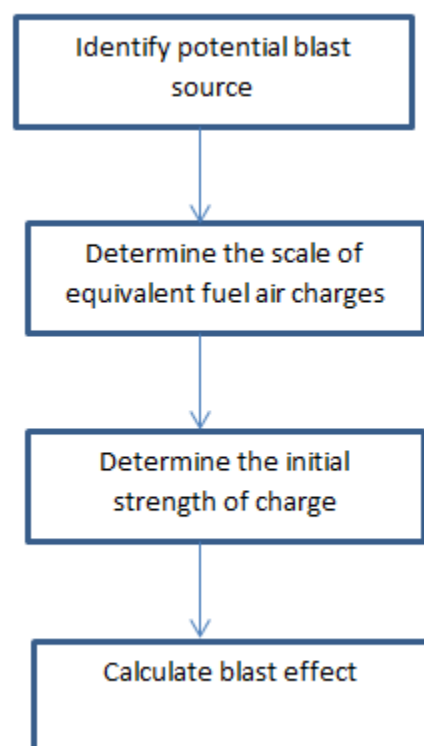 Identify potential blast
source
Determine the scale of
equivalent fuel air charges
Determine the initial
strength of charge
Calculate blast effect